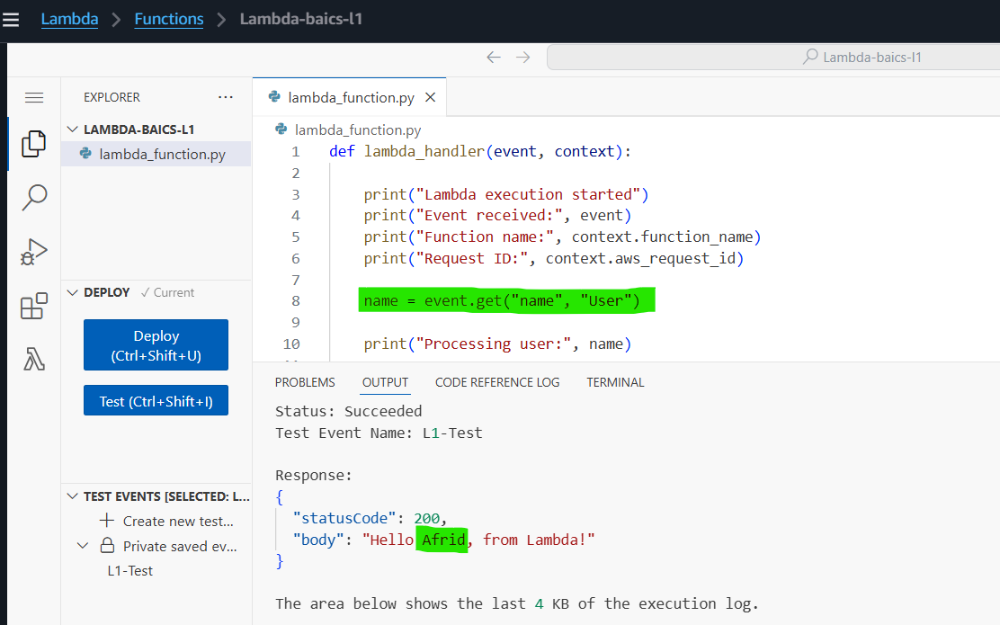 Lambda > Functions > Lambda-baics-l1
Lambda-baics-l1
EXPLORER ...
LAMBDA-BAICS-L1
lambda_function.py
DEPLOY ✓ Current
Deploy
(Ctrl+Shift+U)
Test (Ctrl+Shift+I)
TEST EVENTS [SELECTED: L...
+ Create new test...
Private saved ev...
L1-Test
lambda_function.py
lambda_function.py
1 def lambda_handler(event, context):
2
3 print("Lambda execution started")
4 print("Event received:", event)
5 print("Function name:", context.function_name)
6 print("Request ID:", context.aws_request_id)
7
8 name = event.get("name", "User")
9
10 print("Processing user:", name)
PROBLEMS OUTPUT CODE REFERENCE LOG TERMINAL
Status: Succeeded
Test Event Name: L1-Test
Response:
{
"statusCode": 200,
"body": "Hello Afrid, from Lambda!"
}
The area below shows the last 4 KB of the execution log.